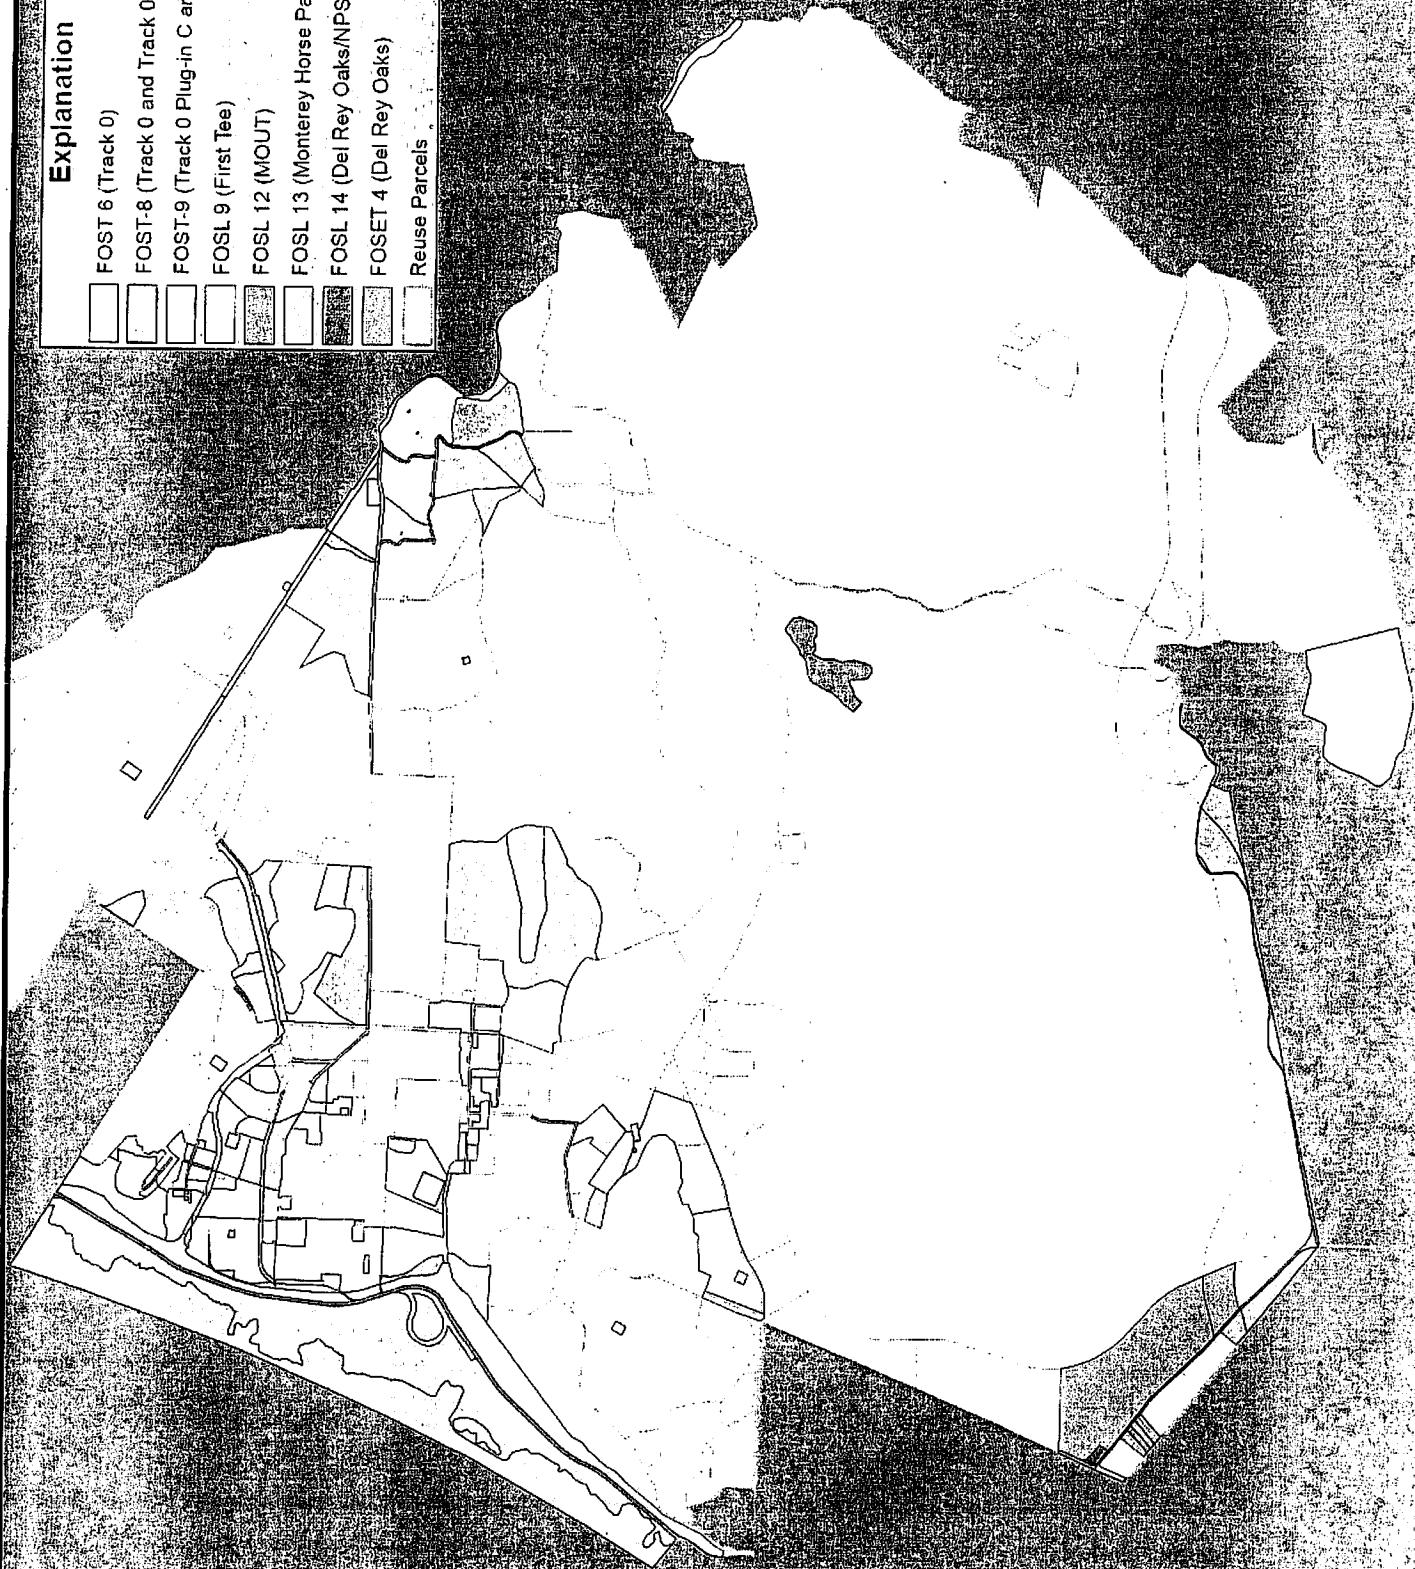 Explanation
FOST 6 (Track 0)
FOST-8 (Track 0 and Track 0
FOST-9 (Track 0 Plug-in C
FOSL 9 (First Tee)
FOSL 12 (MOUT)
FOSL 13 (Monterey Horse
FOSL 14 (Del Rey Oaks/NPS
FOSET 4 (Del Rey Oaks)
Reuse Parcels